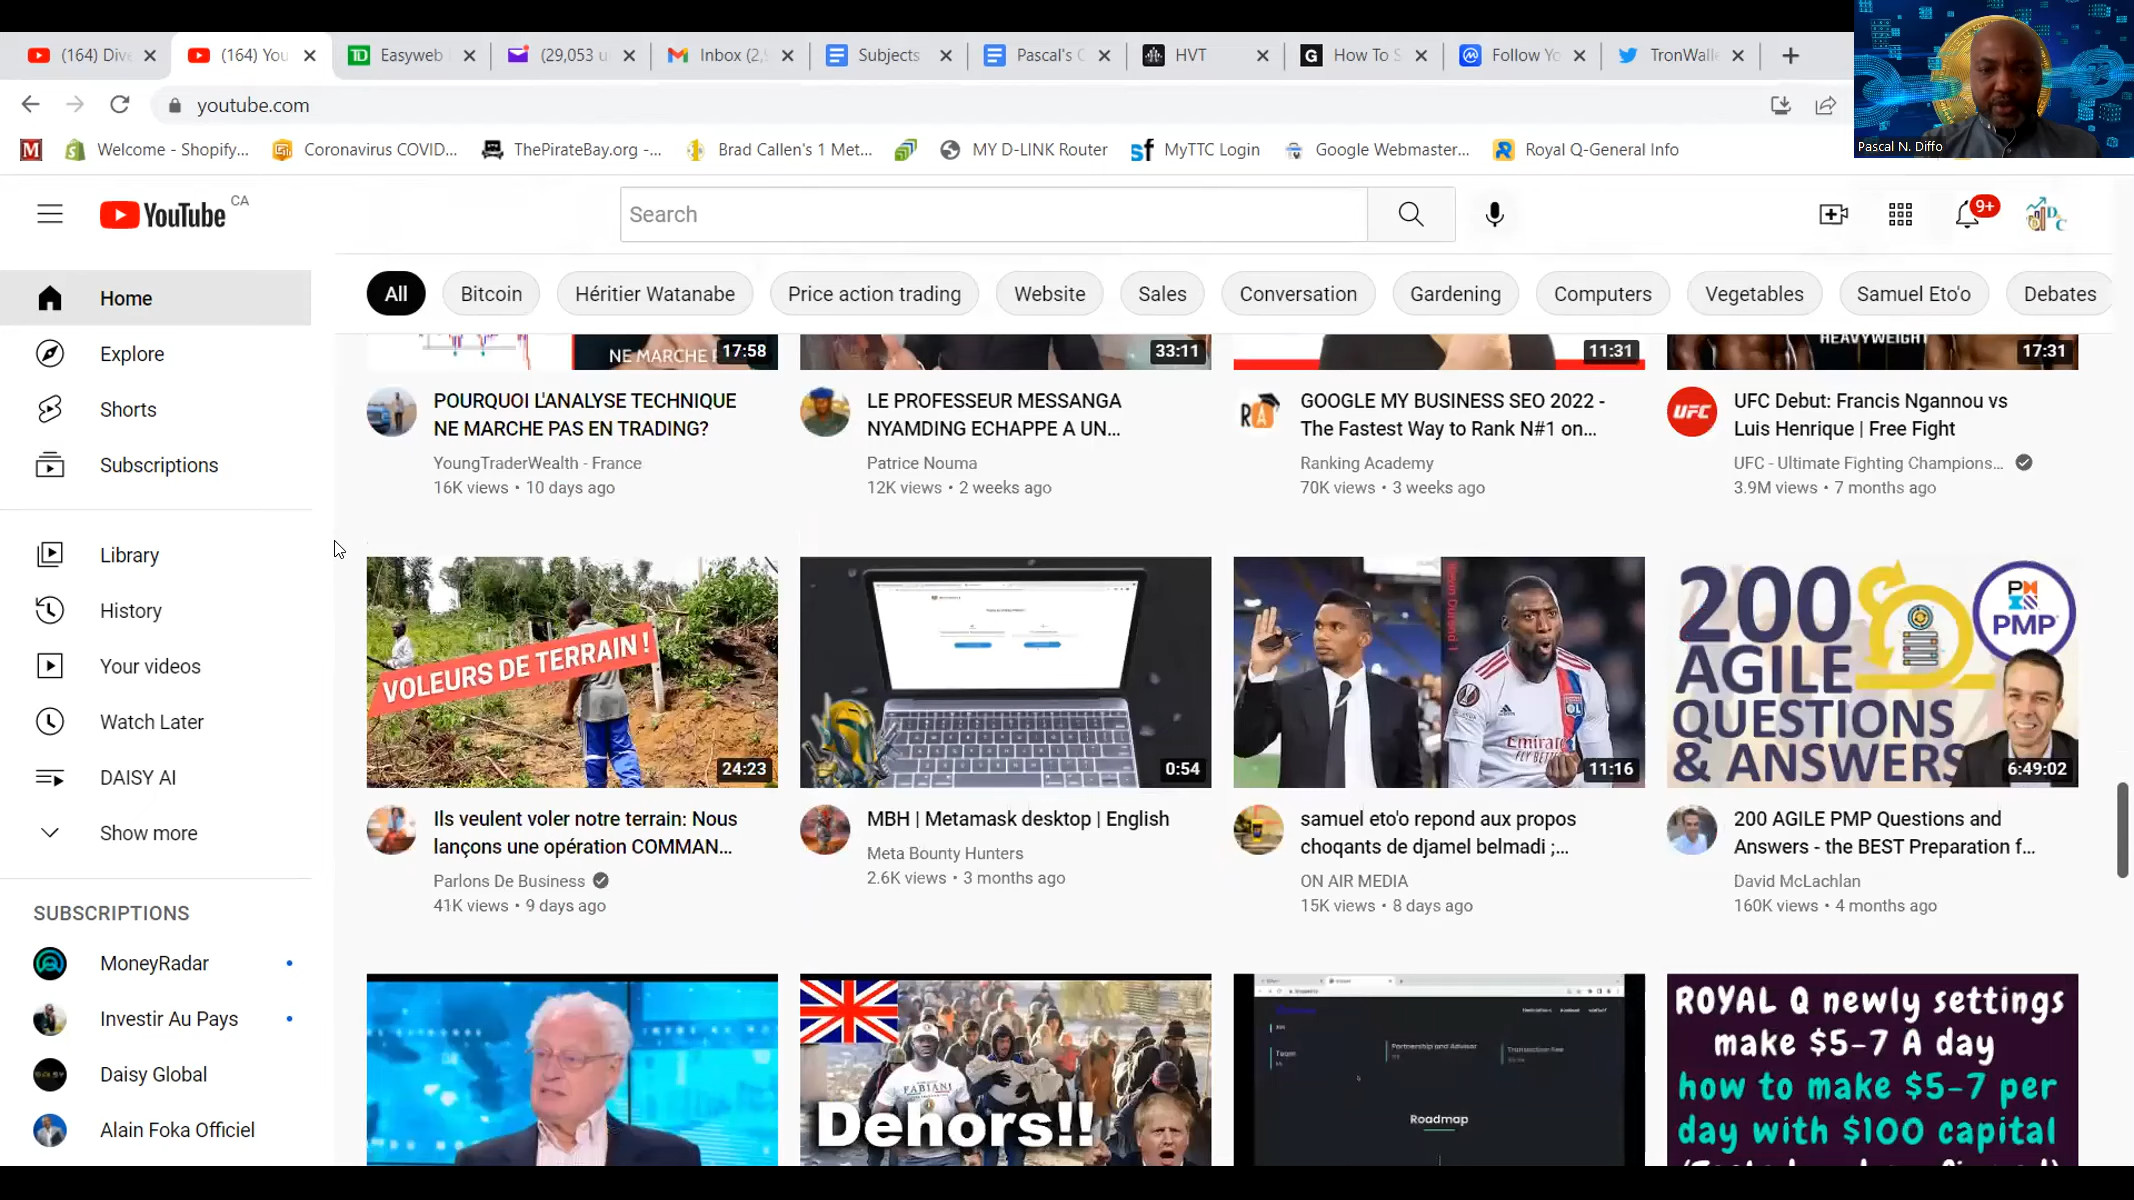 (164) Div
(164) You
Easyweb
(29,053 u
Inbox (2,
Subjects
Pascal's C
HVT
How To S
Follow Yo
TronWalle
youtube.com
Pascal N. Diffo
Welcome - Shopify...
Coronavirus COVID...
ThePirateBay.org -...
Brad Callen's 1 Met...
MY D-LINK Router
MyTTC Login
Google Webmaster...
Royal Q-General Info
YouTube CA
Search
9+
Home
Explore
Shorts
Subscriptions
Library
History
Your videos
Watch Later
DAISY AI
Show more
SUBSCRIPTIONS
MoneyRadar
Investir Au Pays
Daisy Global
Alain Foka Officiel
All
Bitcoin
Héritier Watanabe
Price action trading
Website
Sales
Conversation
Gardening
Computers
Vegetables
Samuel Eto'o
Debates
NE MARCHE
17:58
33:11
11:31
HEAVYWEIGHT
17:31
POURQUOI L'ANALYSE TECHNIQUE
NE MARCHE PAS EN TRADING?
YoungTraderWealth - France
16K views • 10 days ago
LE PROFESSEUR MESSANGA
NYAMDING ECHAPPE A UN...
Patrice Nouma
12K views • 2 weeks ago
RA
GOOGLE MY BUSINESS SEO 2022 -
The Fastest Way to Rank N#1 on...
Ranking Academy
70K views • 3 weeks ago
UFC
UFC Debut: Francis Ngannou vs
Luis Henrique | Free Fight
UFC - Ultimate Fighting Champions...
3.9M views • 7 months ago
VOLEURS DE TERRAIN !
24:23
0:54
Emirates
FLY BETTER
11:16
200
AGILE
QUESTIONS
& ANSWERS
PMP
6:49:02
Ils veulent voler notre terrain: Nous
lançons une opération COMMAN...
Parlons De Business
41K views • 9 days ago
MBH | Metamask desktop | English
Meta Bounty Hunters
2.6K views • 3 months ago
samuel eto'o repond aux propos
choqants de djamel belmadi ;...
ON AIR MEDIA
15K views • 8 days ago
200 AGILE PMP Questions and
Answers - the BEST Preparation f...
David McLachlan
160K views • 4 months ago
FABIANI
Dehors!!
Team
Partnership and Advisor
Transaction Fee
Roadmap
ROYAL Q newly settings
make $5-7 A day
how to make $5-7 per
day with $100 capital